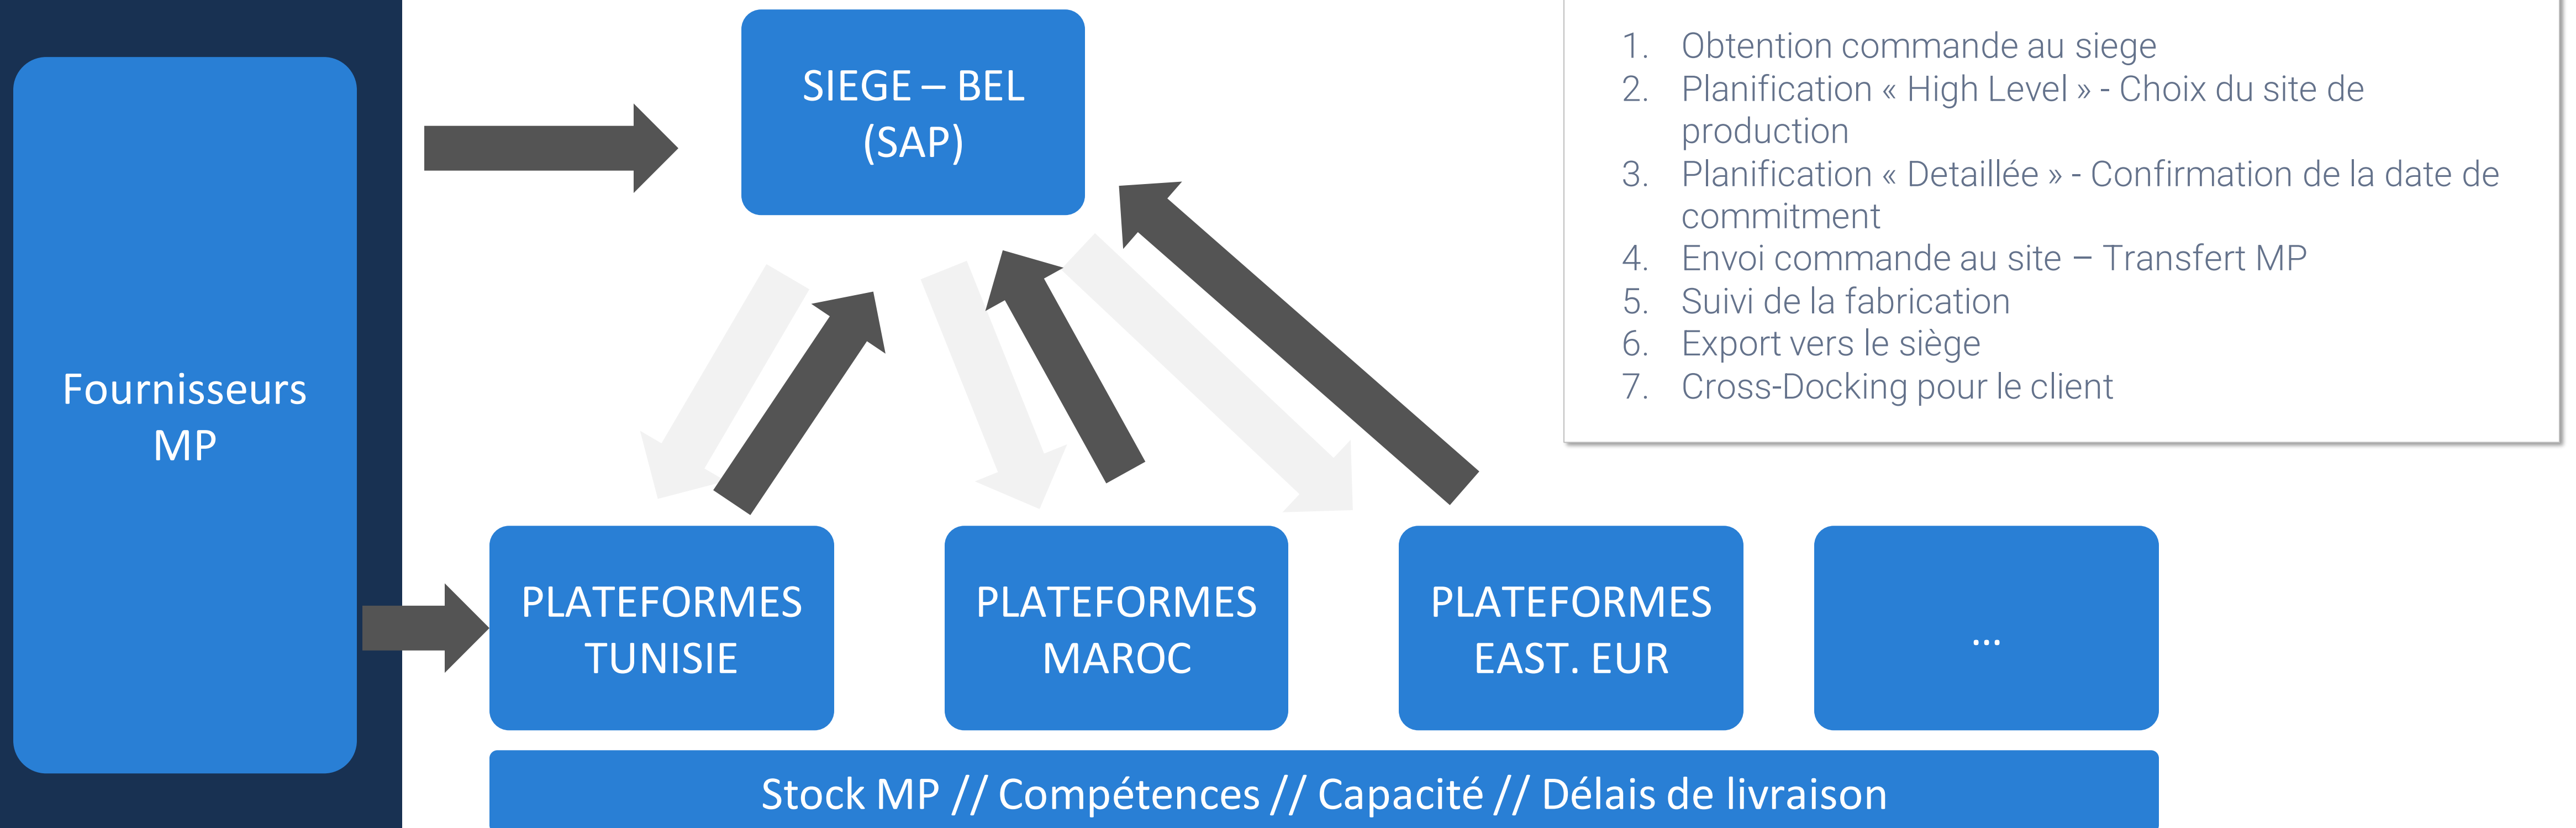 Fournisseurs
MP
SIEGE – BEL
(SAP)
1. Obtention commande au siege
2. Planification « High Level » - Choix du site de
production
3. Planification « Detaillée » - Confirmation de la date de
commitment
4. Envoi commande au site – Transfert MP
5. Suivi de la fabrication
6. Export vers le siège
7. Cross-Docking pour le client
PLATEFORMES
TUNISIE
PLATEFORMES
MAROC
PLATEFORMES
EAST. EUR
...
Stock MP // Compétences // Capacité // Délais de livraison